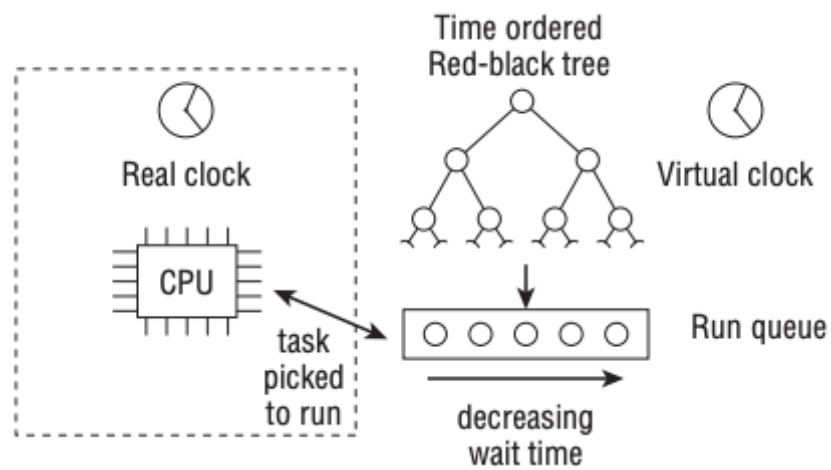 Time ordered
Red-black tree
Real clock
Virtual clock
CPU
task
picked
to run
Run queue
decreasing
wait time